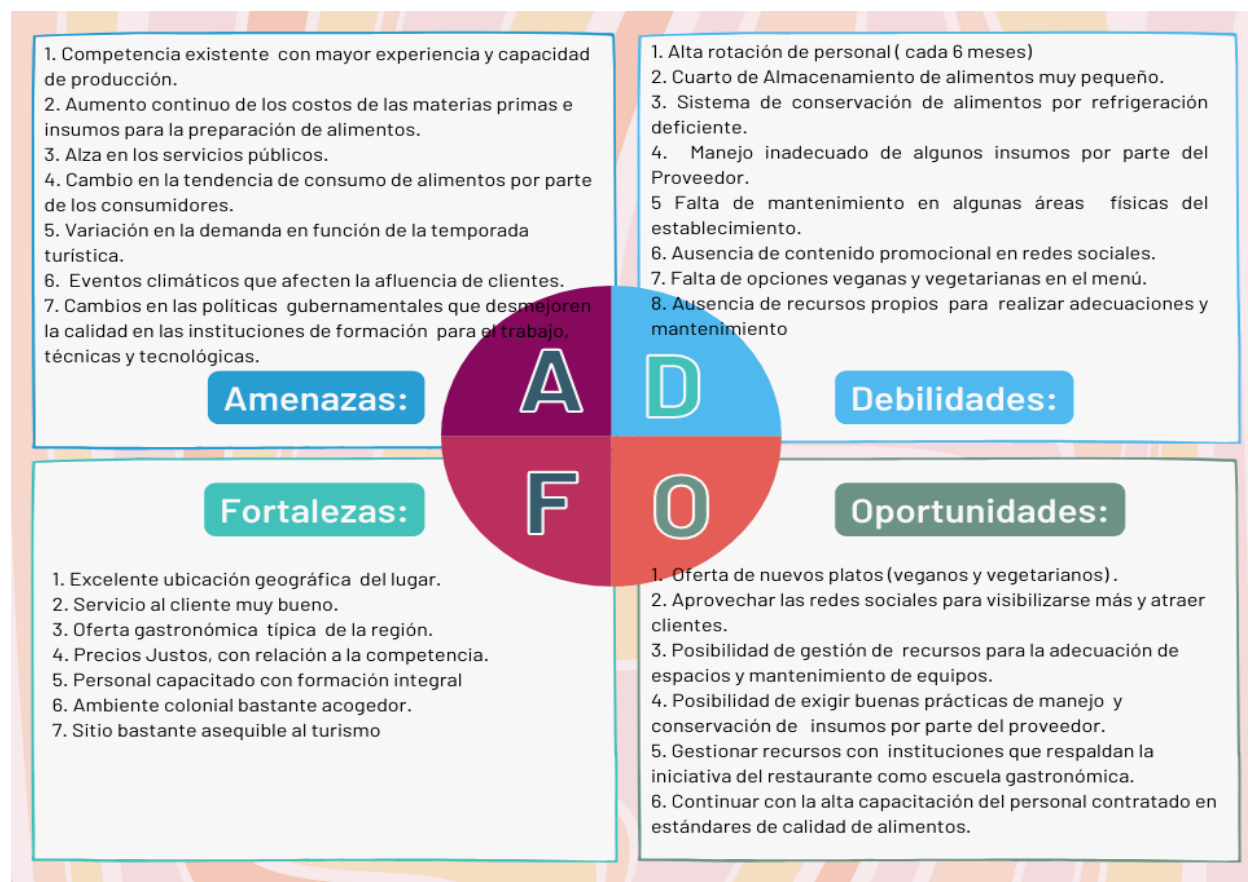 1. Competencia existente con mayor experiencia y capacidad
de producción.
2. Aumento continuo de los costos de las materias primas e
insumos para la preparación de alimentos.
3. Alza en los servicios públicos.
4. Cambio en la tendencia de consumo de alimentos por parte
de los consumidores.
5. Variación en la demanda en función de la temporada
turística.
6. Eventos climáticos que afecten la afluencia de clientes.
7. Cambios en las políticas gubernamentales que desmejoren
la calidad en las instituciones de formación para el trabajo,
técnicas y tecnológicas.
Amenazas:
1. Alta rotación de personal ( cada 6 meses)
2. Cuarto de Almacenamiento de alimentos muy pequeño.
3. Sistema de conservación de alimentos por refrigeración
deficiente.
4. Manejo inadecuado de algunos insumos por parte del
Proveedor.
5 Falta de mantenimiento en algunas áreas físicas del
establecimiento.
6. Ausencia de contenido promocional en redes sociales.
7. Falta de opciones veganas y vegetarianas en el menú.
8. Ausencia de recursos propios para realizar adecuaciones y
mantenimiento
Debilidades:
A D
F O
Fortalezas:
1. Excelente ubicación geográfica del lugar.
2. Servicio al cliente muy bueno.
3. Oferta gastronómica típica de la región.
4. Precios Justos, con relación a la competencia.
5. Personal capacitado con formación integral
6. Ambiente colonial bastante acogedor.
7. Sitio bastante asequible al turismo
Oportunidades:
1. Oferta de nuevos platos (veganos y vegetarianos) .
2. Aprovechar las redes sociales para visibilizarse más y atraer
clientes.
3. Posibilidad de gestión de recursos para la adecuación de
espacios y mantenimiento de equipos.
4. Posibilidad de exigir buenas prácticas de manejo y
conservación de insumos por parte del proveedor.
5. Gestionar recursos con instituciones que respaldan la
iniciativa del restaurante como escuela gastronómica.
6. Continuar con la alta capacitación del personal contratado en
estándares de calidad de alimentos.